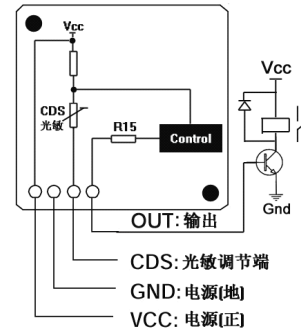 Vcc
CDS
光敏
R15
Control
Vcc
Gnd
OUT: 输出
CDS: 光敏调节端
GND: 电源(地)
VCC: 电源(正)